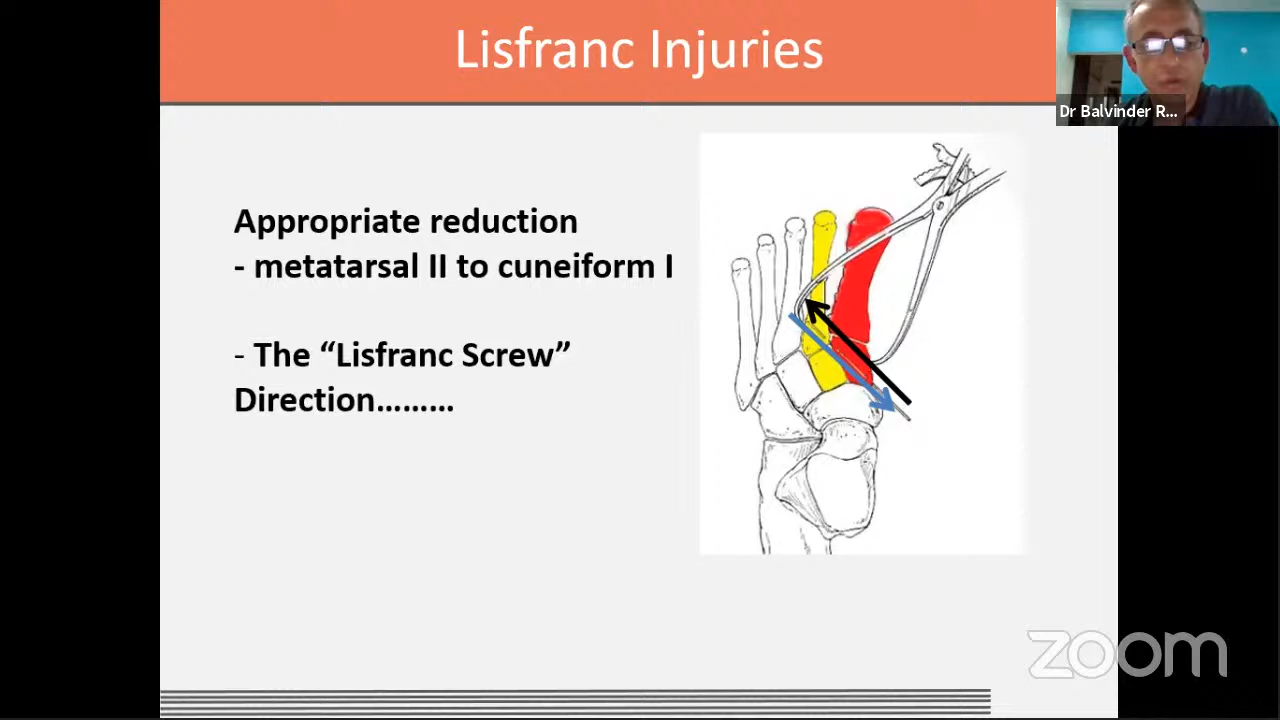 Lisfranc Injuries
Dr Balvinder R...
Appropriate reduction
- metatarsal II to cuneiform I
- The “Lisfranc Screw”
Direction………
zoom